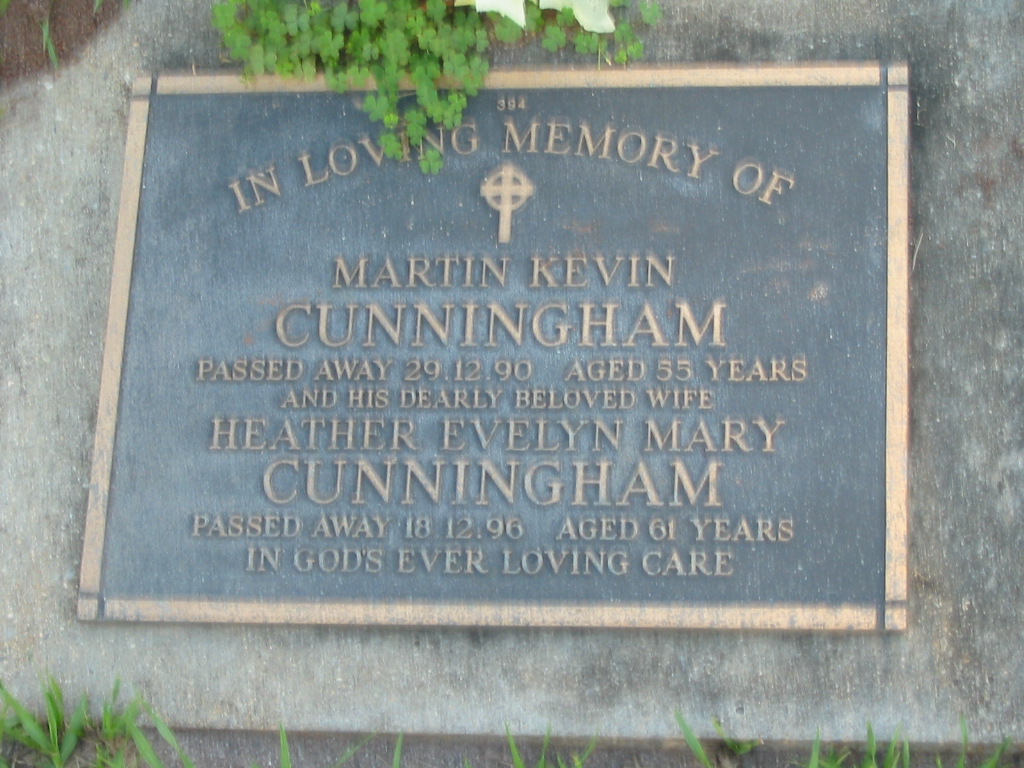 394
IN LOVING MEMORY OF
MARTIN KEVIN
CUNNINGHAM
PASSED AWAY 29.12.90 AGED 55 YEARS
AND HIS DEARLY BELOVED WIFE
HEATHER EVELYN MARY
CUNNINGHAM
PASSED AWAY 18.12.96 AGED 61 YEARS
IN GOD'S EVER LOVING CARE